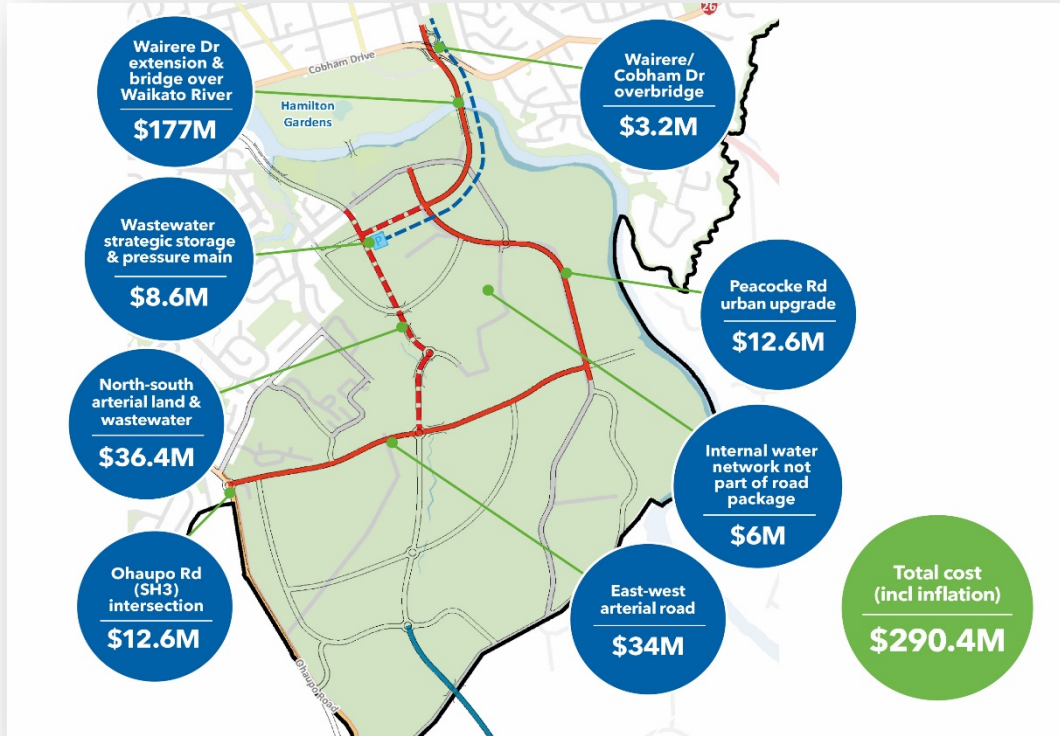 26
Wairere Dr
extension &
bridge over
Waikato River
$177M
Cobham Drive
Hamilton
Gardens
Wairere/
Cobham Dr
overbridge
$3.2M
Wastewater
strategic storage
& pressure main
$8.6M
P
Peacocke Rd
urban upgrade
$12.6M
North-south
arterial land &
wastewater
$36.4M
Internal water
network not
part of road
package
$6M
Ohaupo Rd
(SH3)
intersection
$12.6M
East-west
arterial road
$34M
Total cost
(incl inflation)
$290.4M
Ohaupo Road